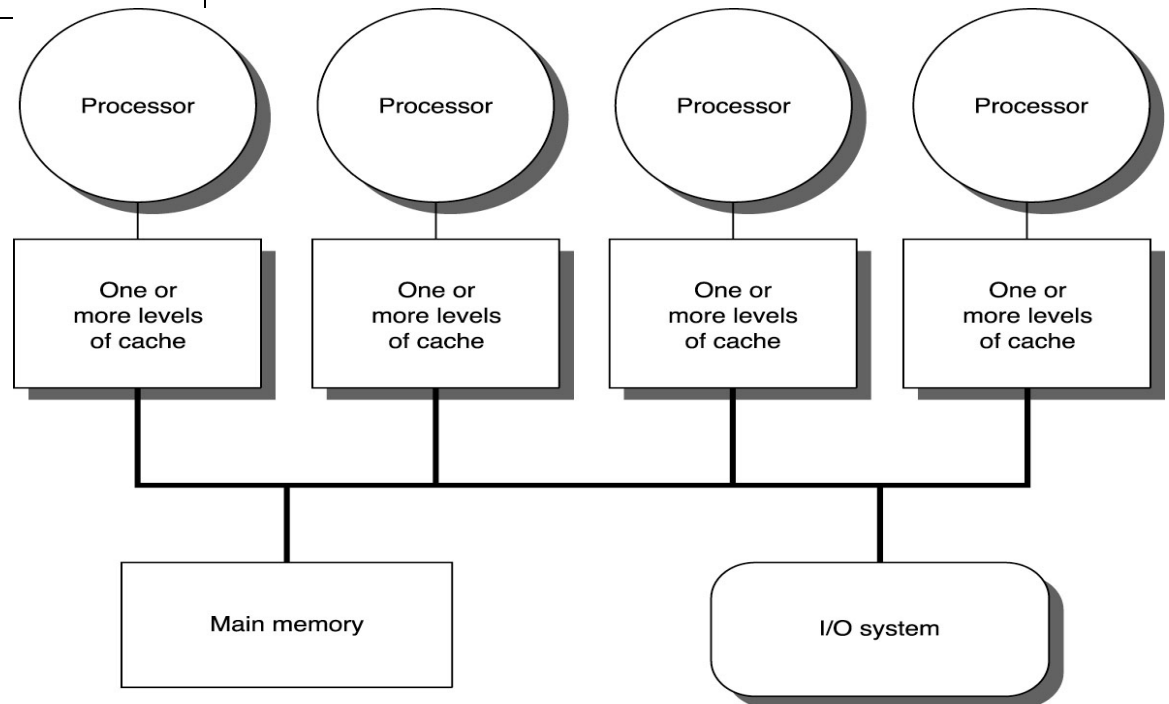 Processor
Processor
Processor
Processor
One or
more levels
of cache
One or
more levels
of cache
One or
more levels
of cache
One or
more levels
of cache
Main memory
I/O system